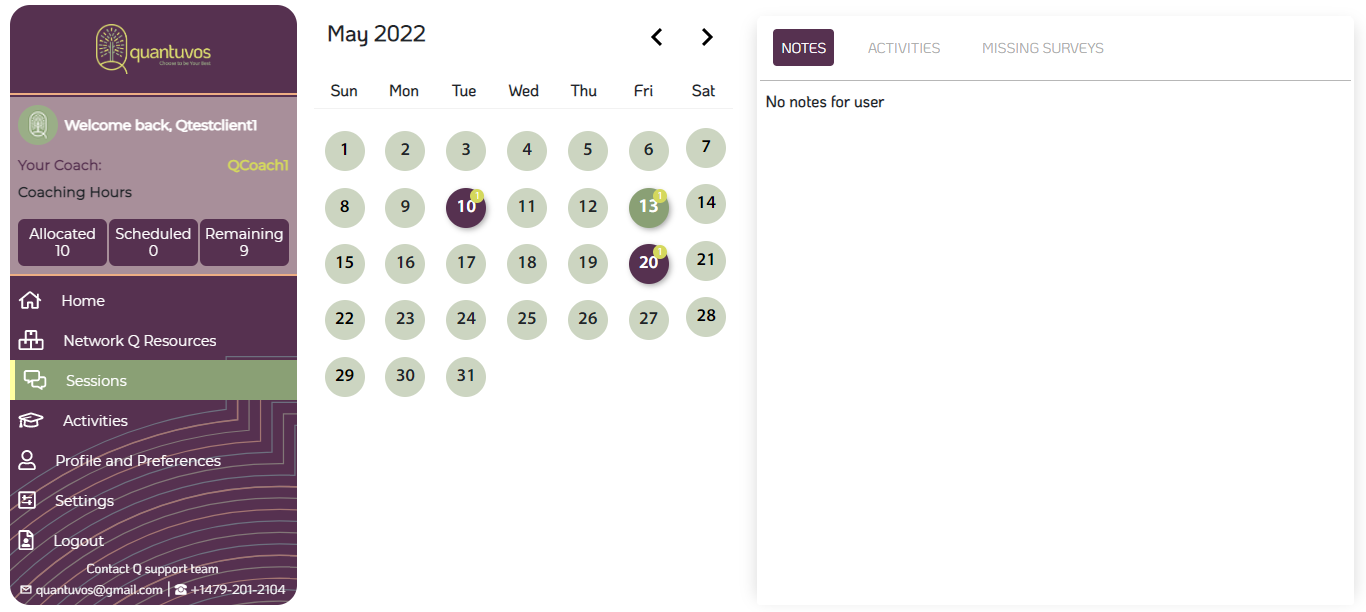 quantuvos
Choose to be Your Best
Welcome back, Qtestclient1
Your Coach: QCoach1
Coaching Hours
Allocated Scheduled Remaining
10 0 9
Home
Network Q Resources
Sessions
Activities
Profile and Preferences
Settings
Logout
Contact Q support team
quantuvos@gmail.com | +1479-201-2104
May 2022
Sun Mon Tue Wed Thu Fri Sat
1 2 3 4 5 6 7
8 9 10 1 11 12 13 1 14
15 16 17 18 19 20 1 21
22 23 24 25 26 27 28
29 30 31
NOTES ACTIVITIES MISSING SURVEYS
No notes for user